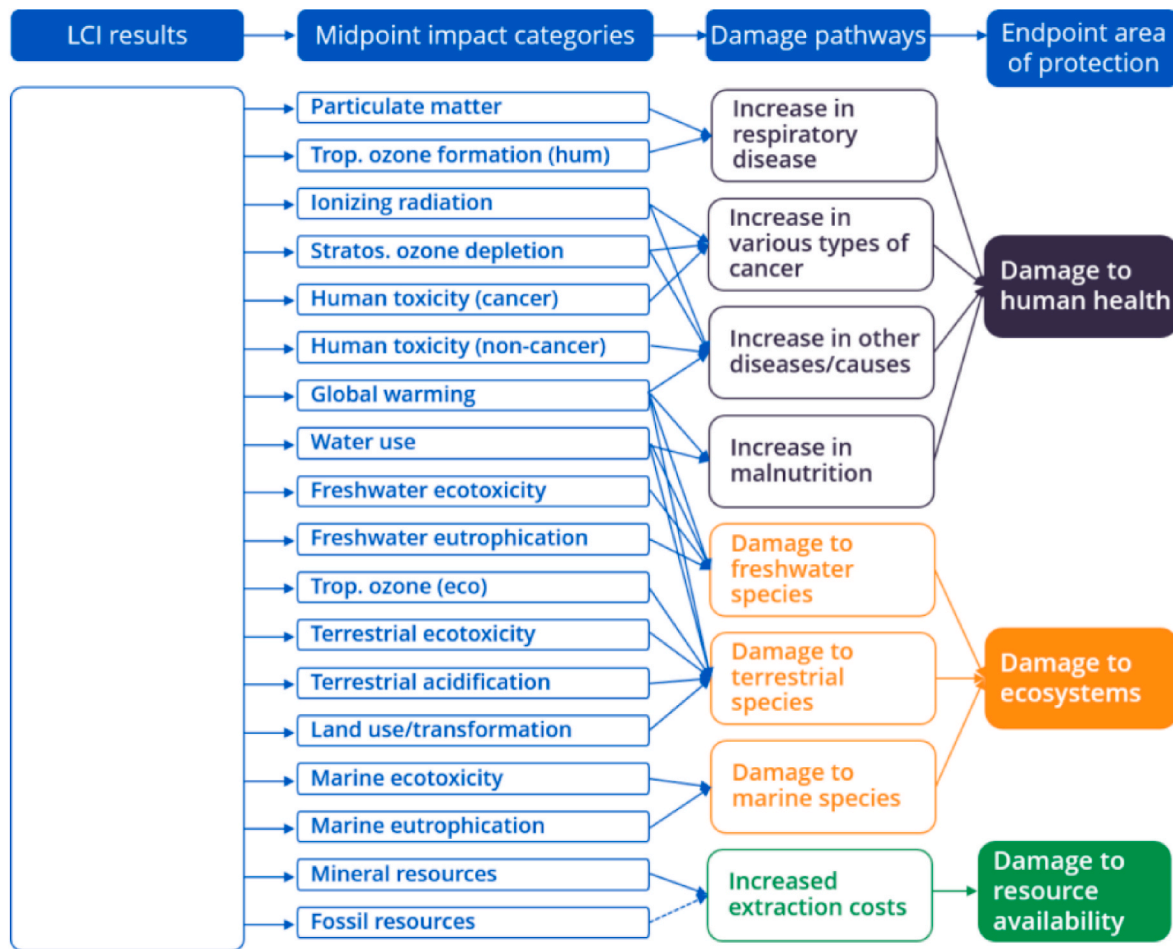 LCI results
Midpoint impact categories
Damage pathways
Endpoint area
of protection
Particulate matter
Trop. ozone formation (hum)
Ionizing radiation
Stratos. ozone depletion
Human toxicity (cancer)
Human toxicity (non-cancer)
Global warming
Water use
Freshwater ecotoxicity
Freshwater eutrophication
Trop. ozone (eco)
Terrestrial ecotoxicity
Terrestrial acidification
Land use/transformation
Marine ecotoxicity
Marine eutrophication
Mineral resources
Fossil resources
Increase in
respiratory
disease
Increase in
various types of
cancer
Increase in other
diseases/causes
Increase in
malnutrition
Damage to
freshwater
species
Damage to
terrestrial
species
Damage to
marine species
Increased
extraction costs
Damage to
human health
Damage to
ecosystems
Damage to
resource
availability